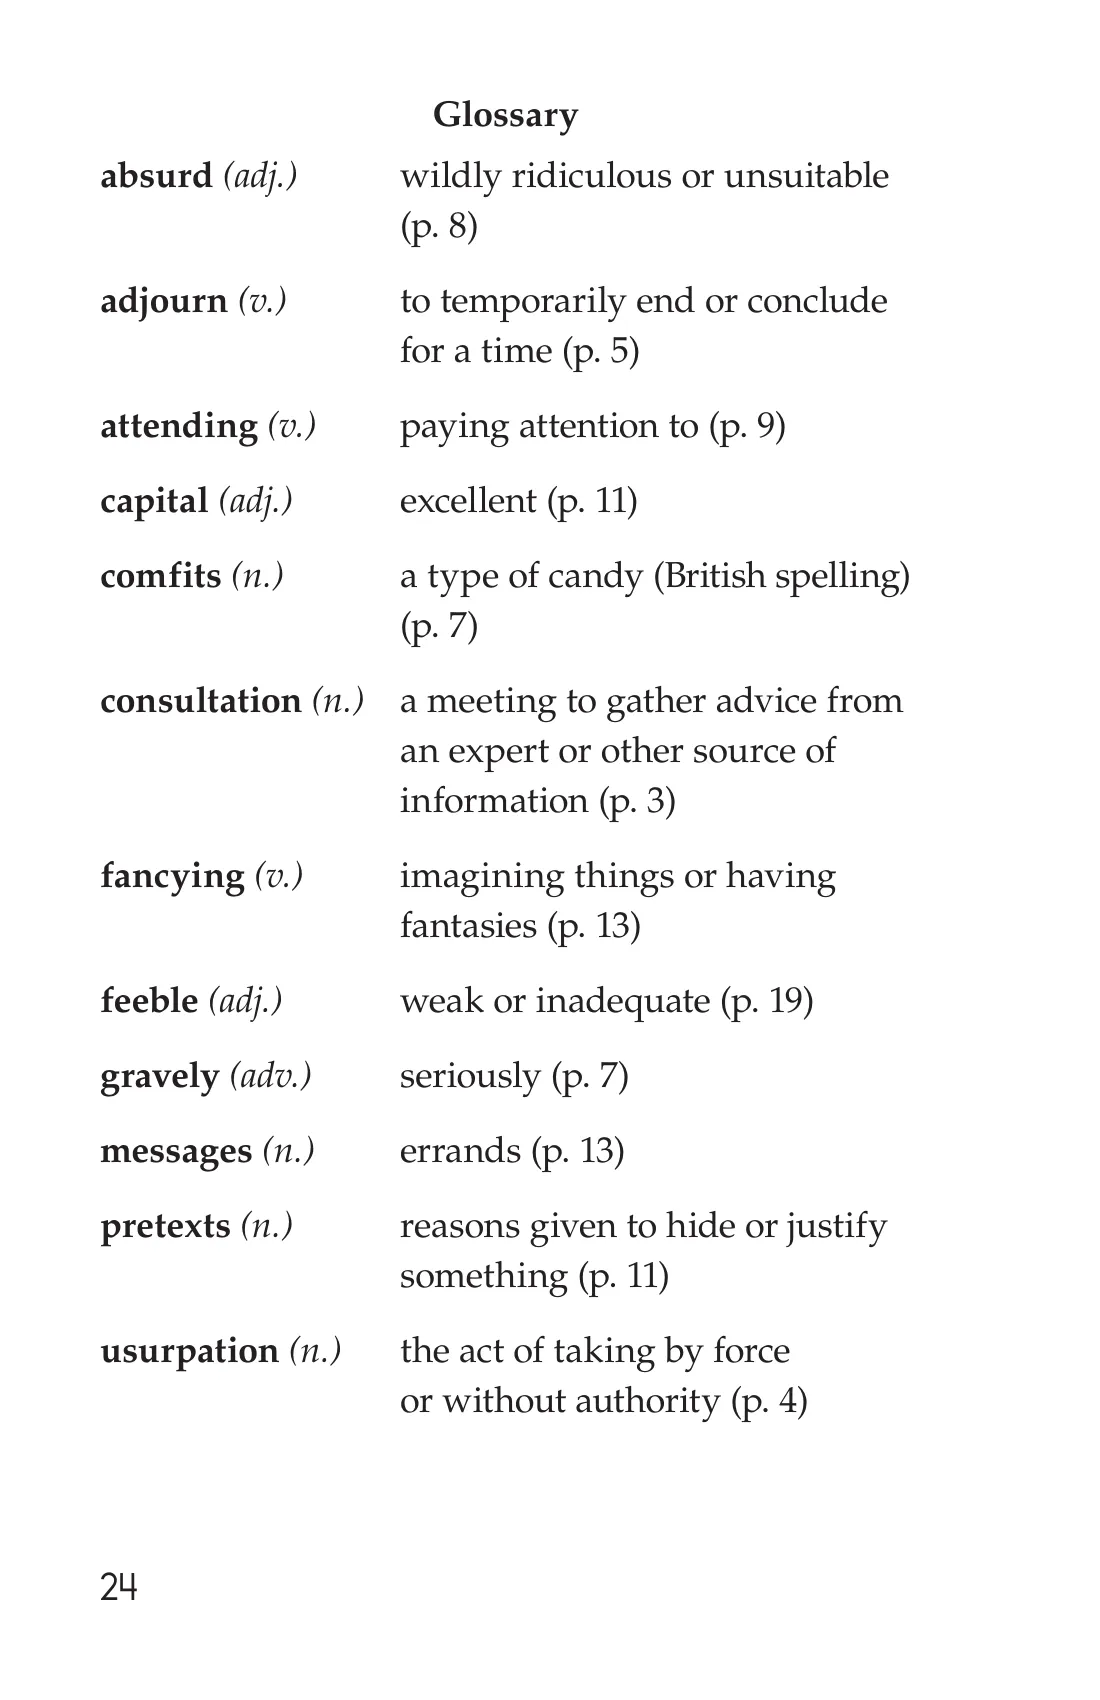 Glossary
absurd (adj.) wildly ridiculous or unsuitable
(p. 8)
adjourn (v.) to temporarily end or conclude
for a time (p. 5)
attending (v.) paying attention to (p. 9)
capital (adj.) excellent (p. 11)
comfits (n.) a type of candy (British spelling)
(p. 7)
consultation (n.) a meeting to gather advice from
an expert or other source of
information (p. 3)
fancying (v.) imagining things or having
fantasies (p. 13)
feeble (adj.) weak or inadequate (p. 19)
gravely (adv.) seriously (p. 7)
messages (n.) errands (p. 13)
pretexts (n.) reasons given to hide or justify
something (p. 11)
usurpation (n.) the act of taking by force
or without authority (p. 4)
24